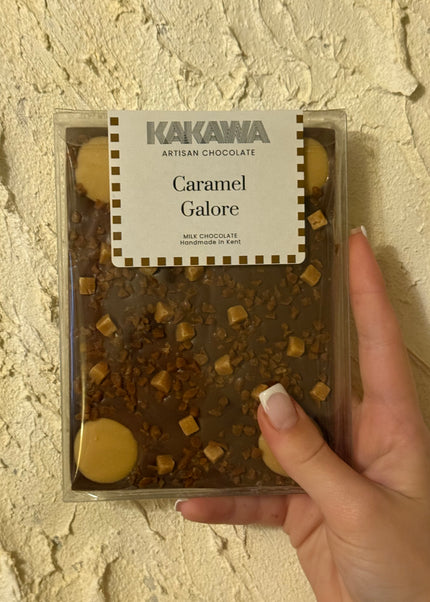 KAKAWA
ARTISAN CHOCOLATE
Caramel
Galore
MILK CHOCOLATE
Handmade In Kent